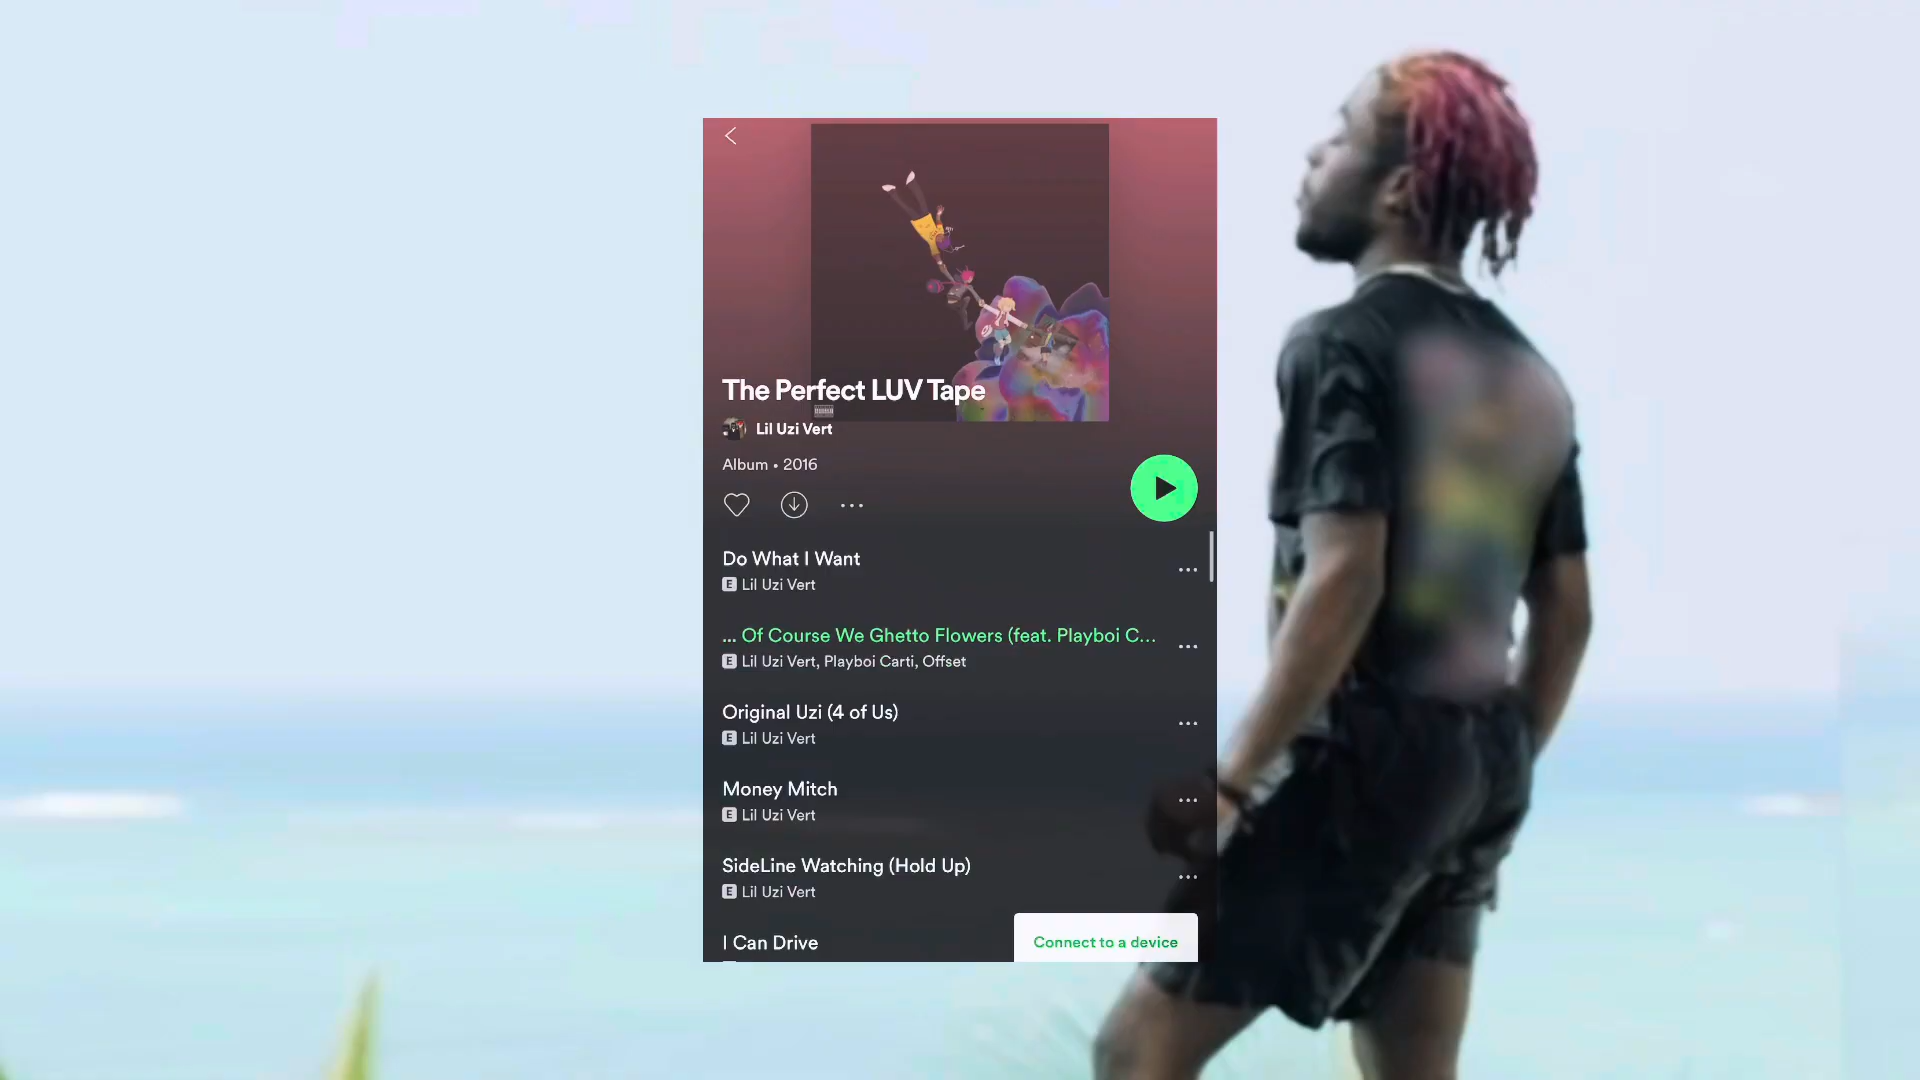 The Perfect LUV Tape
Lil Uzi Vert
Album • 2016
Do What I Want
E Lil Uzi Vert
... Of Course We Ghetto Flowers (feat. Playboi C...
E Lil Uzi Vert, Playboi Carti, Offset
Original Uzi (4 of Us)
E Lil Uzi Vert
Money Mitch
E Lil Uzi Vert
SideLine Watching (Hold Up)
E Lil Uzi Vert
I Can Drive
Connect to a device